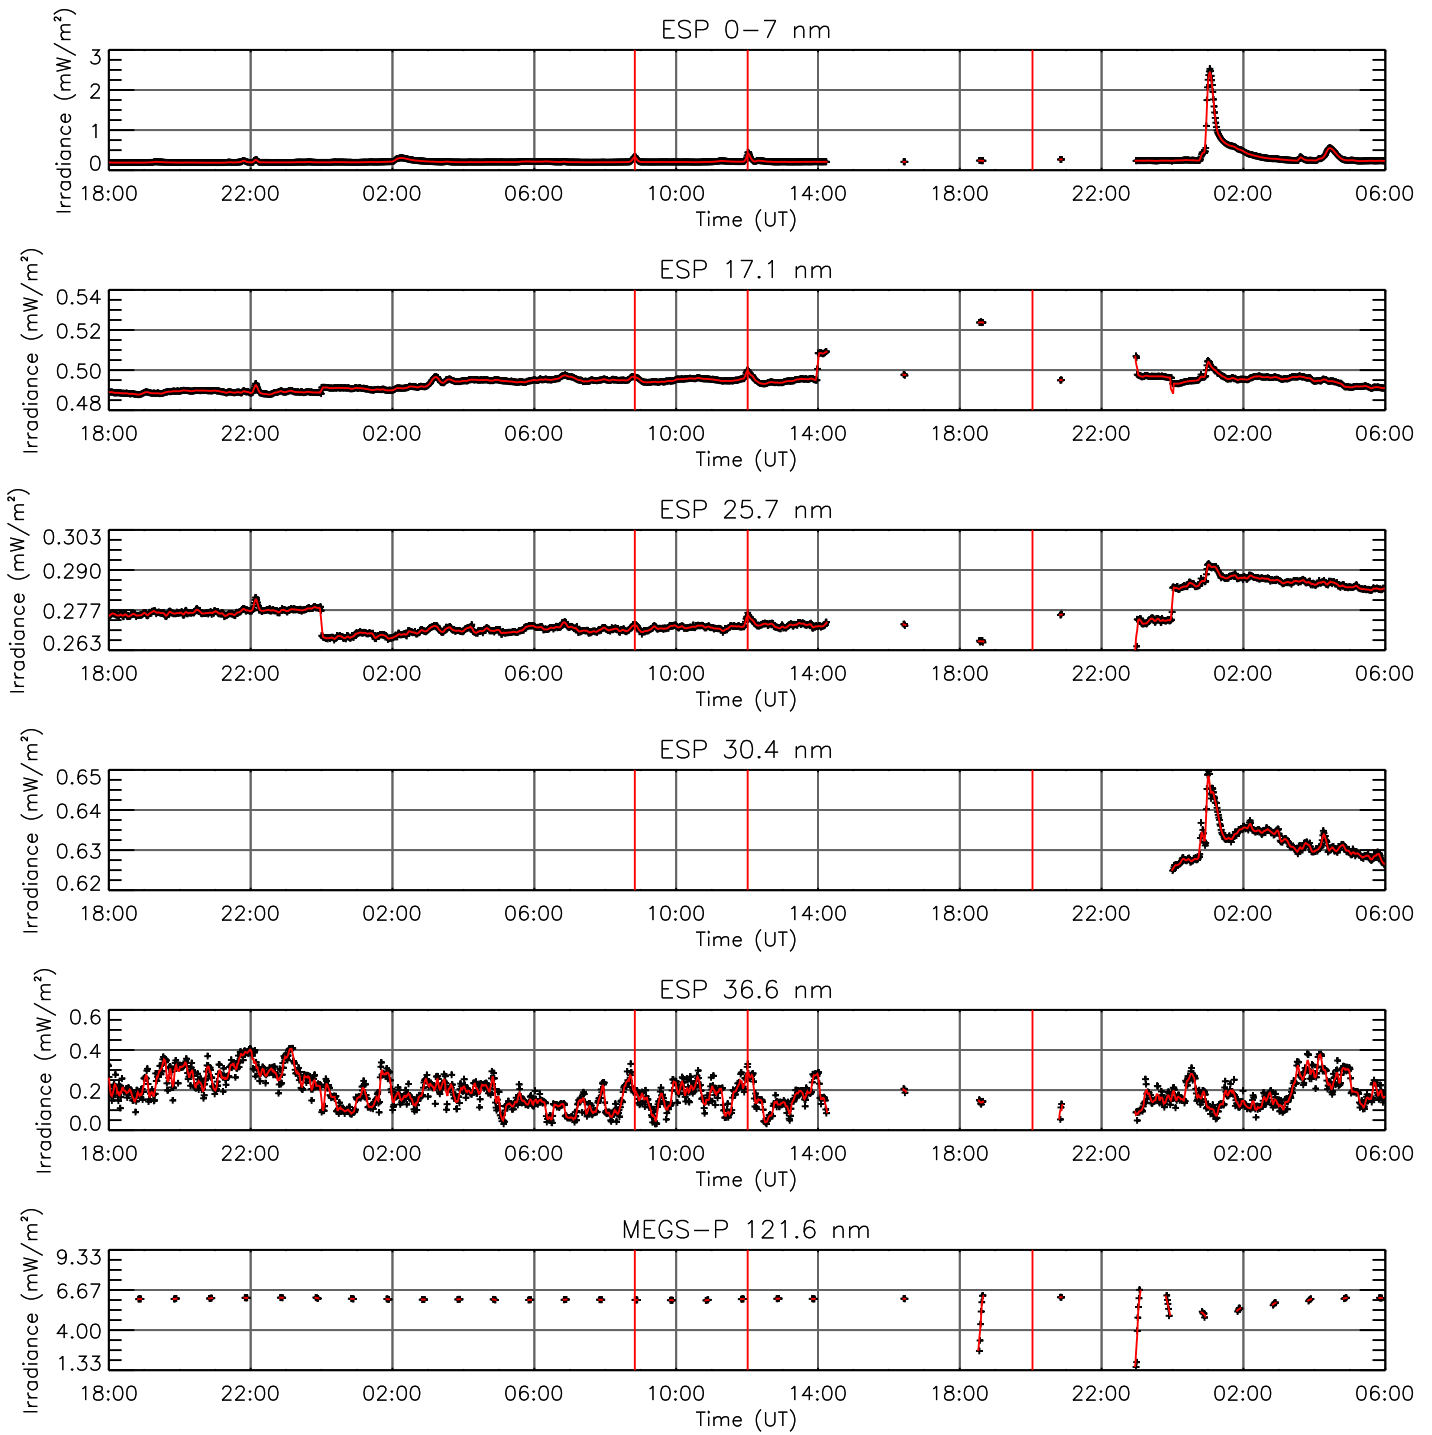 ESP 0-7 nm
Irradiance (mW/m²)
3
2
1
0
18:00 22:00 02:00 06:00 10:00 14:00 18:00 22:00 02:00 06:00
Time (UT)
ESP 17.1 nm
Irradiance (mW/m²)
0.54
0.52
0.50
0.48
18:00 22:00 02:00 06:00 10:00 14:00 18:00 22:00 02:00 06:00
Time (UT)
ESP 25.7 nm
Irradiance (mW/m²)
0.303
0.290
0.277
0.263
18:00 22:00 02:00 06:00 10:00 14:00 18:00 22:00 02:00 06:00
Time (UT)
ESP 30.4 nm
Irradiance (mW/m²)
0.65
0.64
0.63
0.62
18:00 22:00 02:00 06:00 10:00 14:00 18:00 22:00 02:00 06:00
Time (UT)
ESP 36.6 nm
Irradiance (mW/m²)
0.6
0.4
0.2
0.0
18:00 22:00 02:00 06:00 10:00 14:00 18:00 22:00 02:00 06:00
Time (UT)
MEGS-P 121.6 nm
Irradiance (mW/m²)
9.33
6.67
4.00
1.33
18:00 22:00 02:00 06:00 10:00 14:00 18:00 22:00 02:00 06:00
Time (UT)